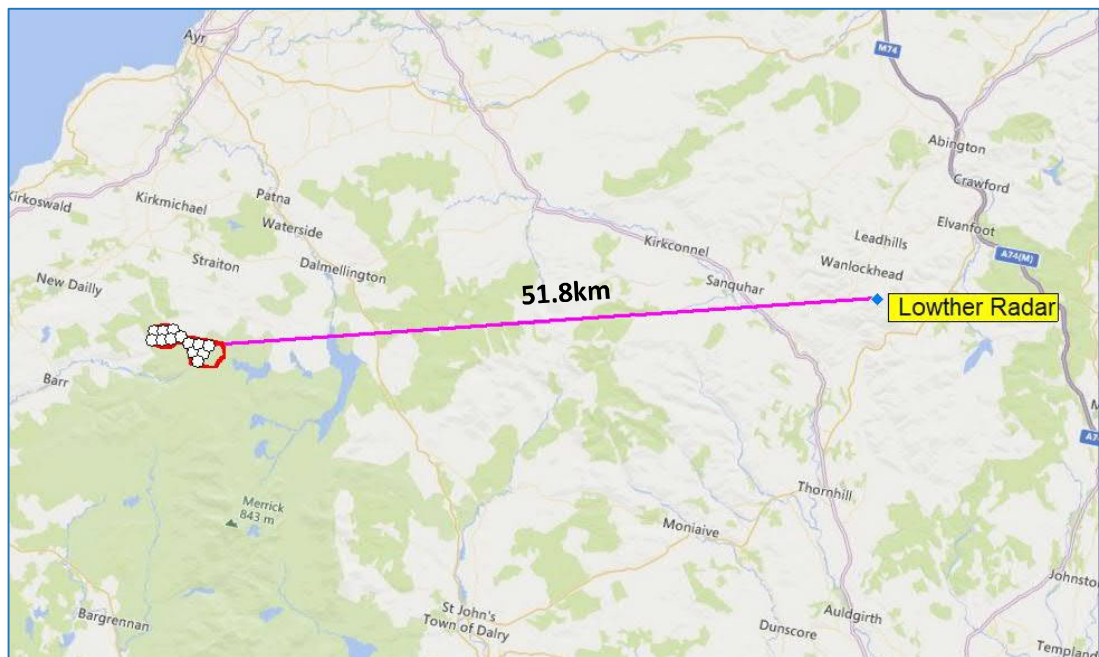 Ayr
M74
Abington
Crawford
Kirkoswald
Kirkmichael
Patna
Waterside
Elvanfoot
Leadhills
Kirkconnel
A74(M)
Straiton
Dalmellington
Wanlockhead
New Dailly
Sanquhar
51.8km
Lowther Radar
Barr
Thornhill
Merrick
843 m
Moniaive
Johnston
Bargrennan
St John's
Town of Dalry
Auldgirth
Dunscore
Templand